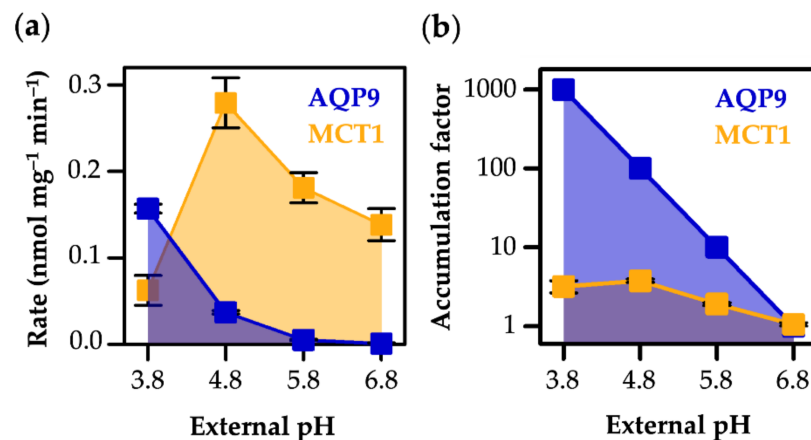 (a)
Rate (nmol mg⁻¹ min⁻¹)
0.3
0.2
0.1
0.0
AQP9
MCT1
3.8 4.8 5.8 6.8
External pH
(b)
Accumulation factor
1000
100
10
1
AQP9
MCT1
3.8 4.8 5.8 6.8
External pH